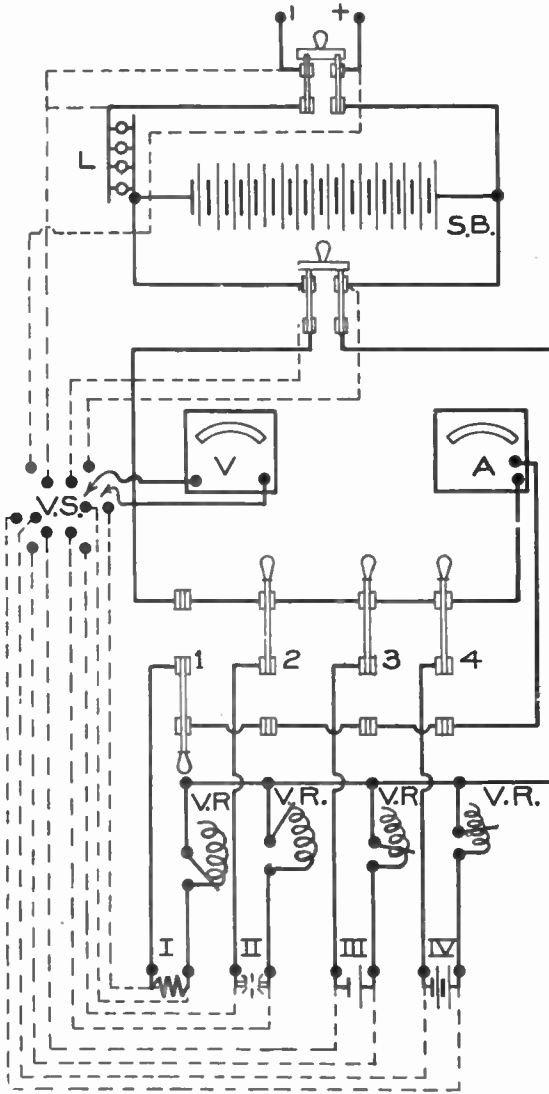 - +
L
S.B.
V
A
V.S.
1 2 3 4
V.R V.R. V.R V.R.
I II III IV